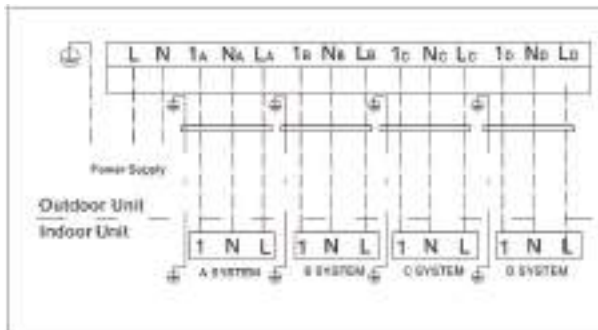 L N 1A NA LA 1B NB LB 1C NC LC 1D ND LD
Power Supply
Outdoor Unit
Indoor Unit
1 N L 1 N L 1 N L 1 N L
A SYSTEM B SYSTEM C SYSTEM D SYSTEM